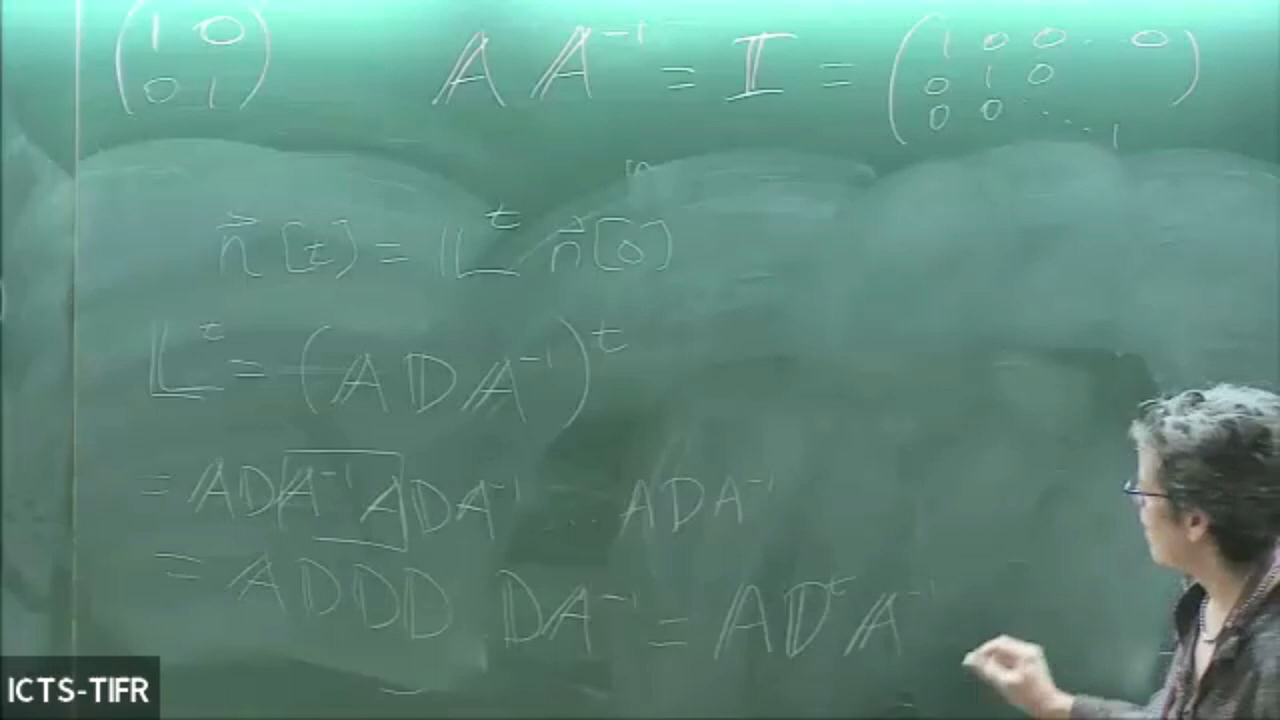 ( 1 0
0 1 )
A A⁻¹ = I = ( 1 0 0 . . 0
0 1 0
0 0 . . . . . 1 )
n⃗ [t] = L^t n⃗ [0]
L^t = ( A D A⁻¹ )^t
= A D A⁻¹ A D A⁻¹ ... A D A⁻¹
= A D D D D A⁻¹ = A D^t A⁻¹
ICTS-TIFR